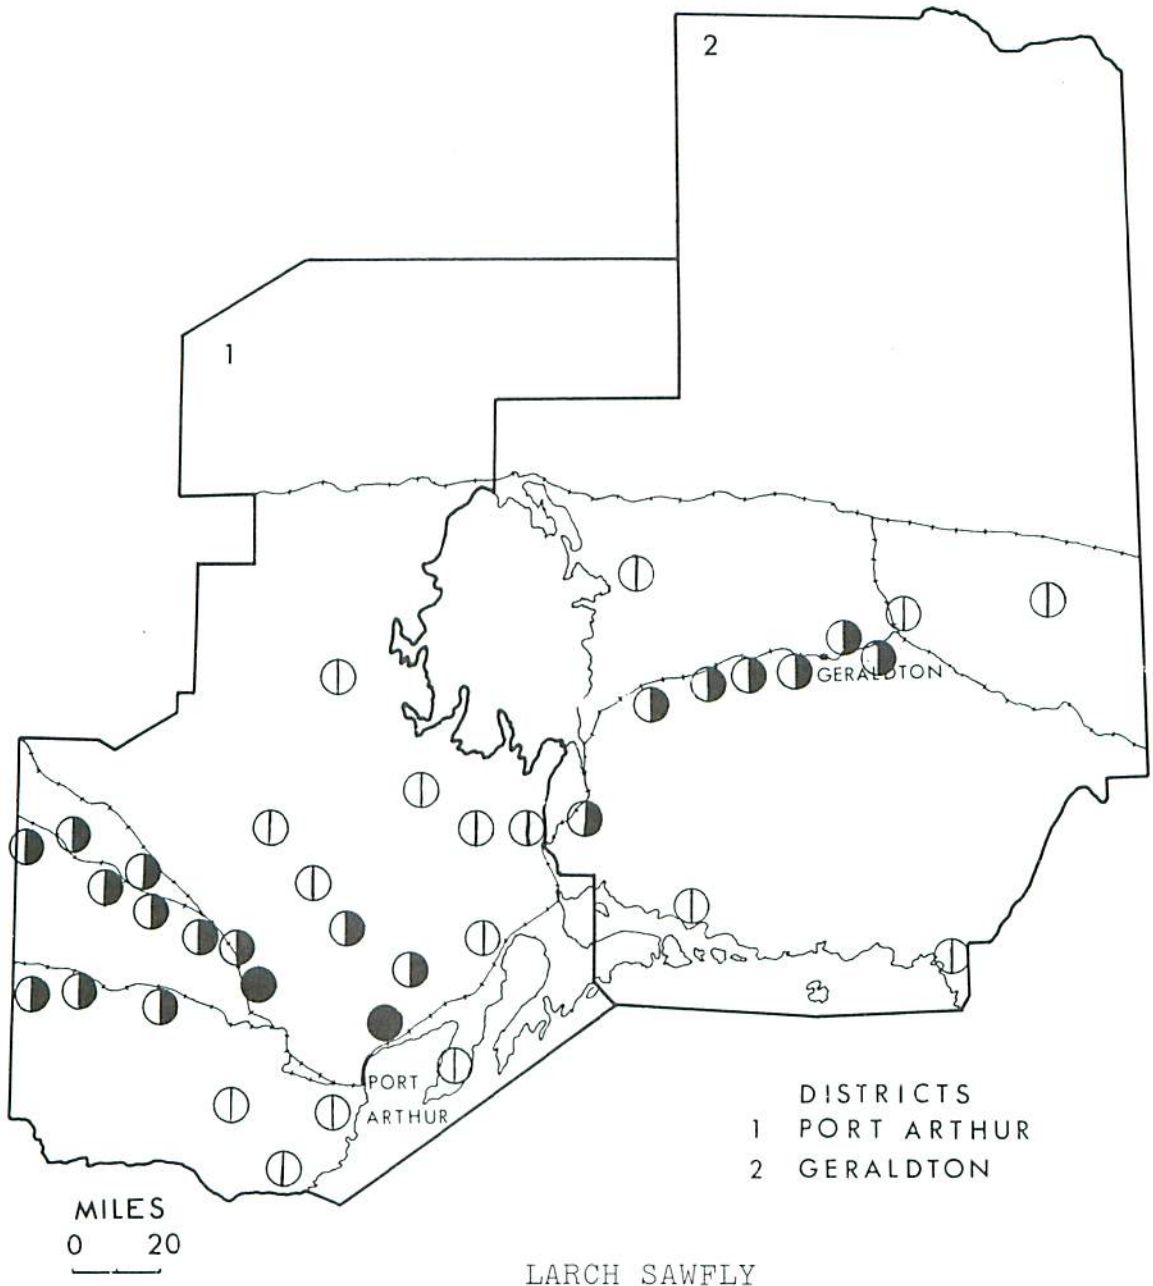 2
1
GERALDTON
PORT
ARTHUR
DISTRICTS
1 PORT ARTHUR
2 GERALDTON
MILES
0 20
LARCH SAWFLY